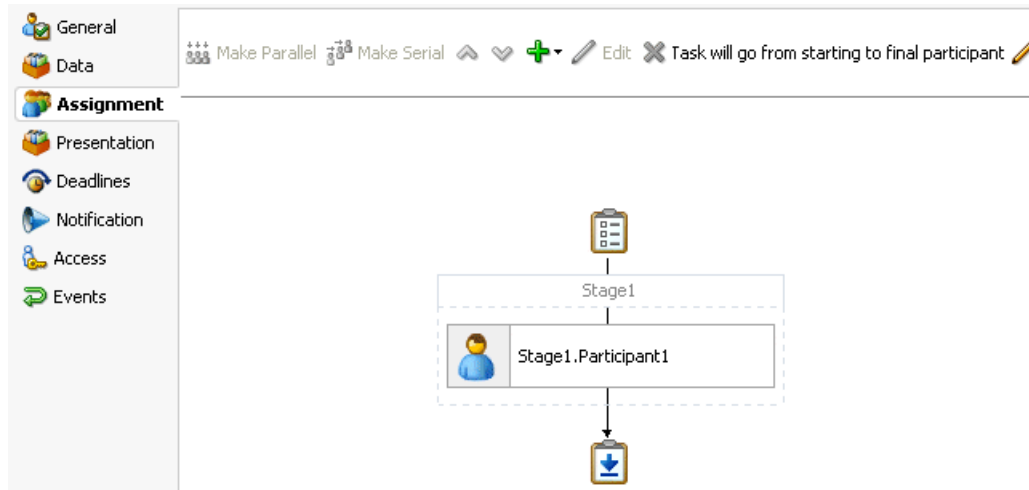 General
Data
Assignment
Presentation
Deadlines
Notification
Access
Events
Make Parallel Make Serial Edit Task will go from starting to final participant
Stage1
Stage1.Participant1